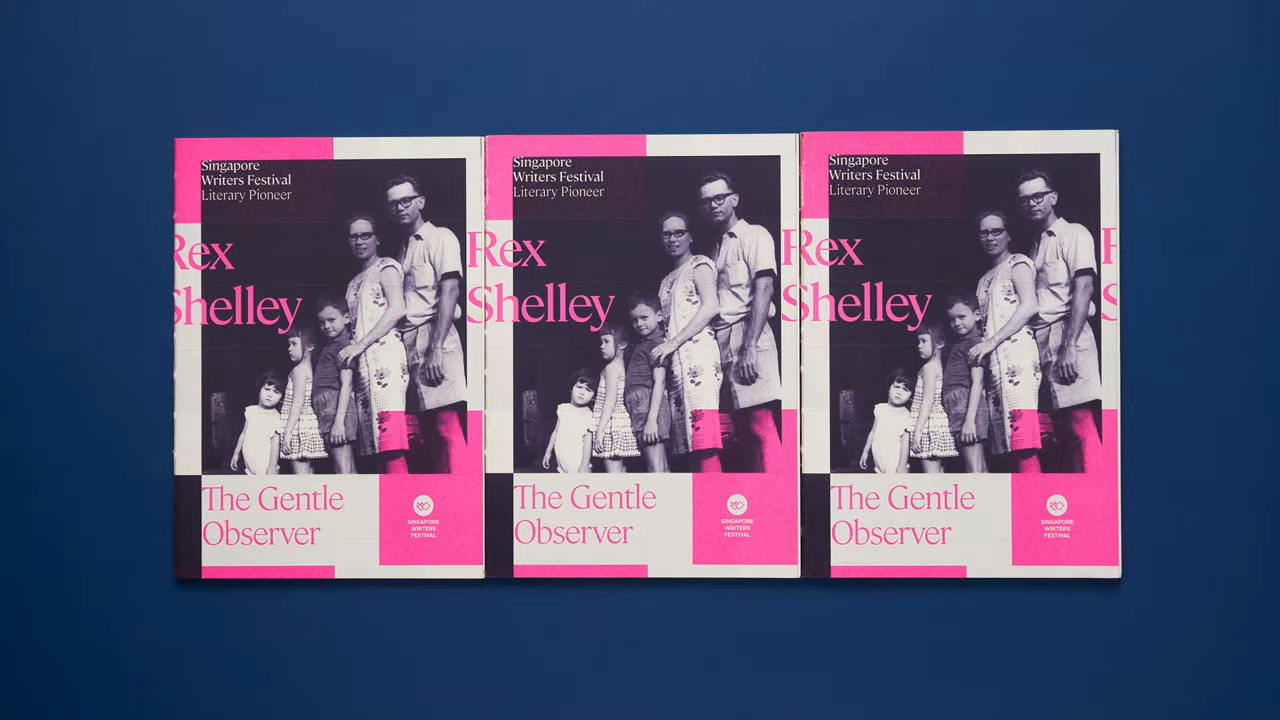 Singapore
Writers Festival
Literary Pioneer
Rex
Shelley
The Gentle
Observer
SINGAPORE
WRITERS
FESTIVAL
R
S
Singapore
Writers Festival
Literary Pioneer
Rex
Shelley
The Gentle
Observer
SINGAPORE
WRITERS
FESTIVAL
R
S
Singapore
Writers Festival
Literary Pioneer
Rex
Shelley
The Gentle
Observer
SINGAPORE
WRITERS
FESTIVAL
R
S